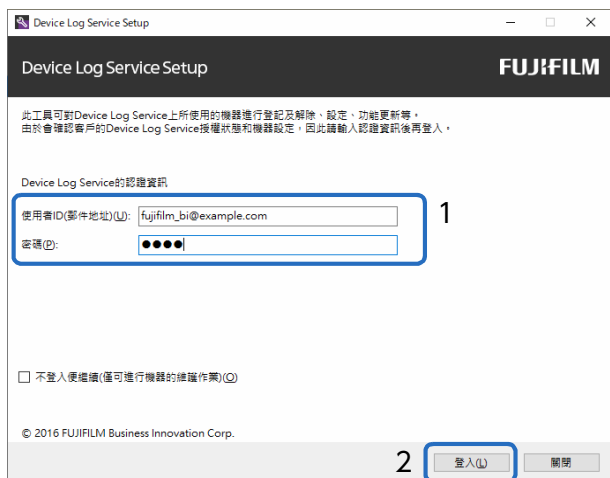 Device Log Service Setup
Device Log Service Setup
FUJIFILM
此工具可對Device Log Service上所使用的機器進行登記及解除、設定、功能更新等。
由於會確認客戶的Device Log Service授權狀態和機器設定，因此請輸入認證資訊後再登入。
Device Log Service的認證資訊
使用者ID(郵件地址)(U): fujifilm_bi@example.com
1
密碼(P): ●●●●
不登入便繼續(僅可進行機器的維護作業)(O)
© 2016 FUJIFILM Business Innovation Corp.
2
登入(L)
關閉